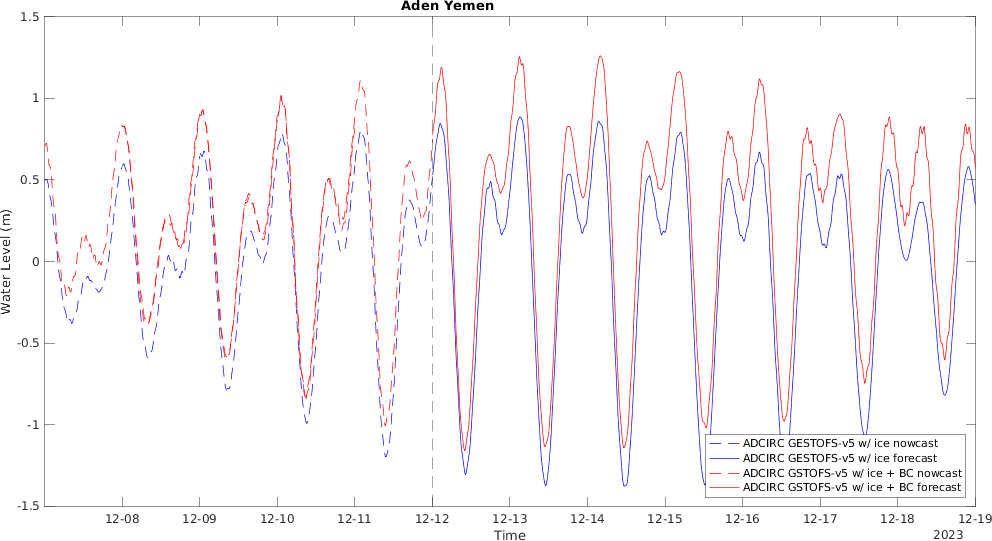 Aden Yemen
1.5
1
0.5
0
-0.5
-1
-1.5
Water Level (m)
ADCIRC GESTOFS-v5 w/ ice nowcast
ADCIRC GESTOFS-v5 w/ ice forecast
ADCIRC GSTOFS-v5 w/ ice + BC nowcast
ADCIRC GSTOFS-v5 w/ ice + BC forecast
12-08 12-09 12-10 12-11 12-12 12-13 12-14 12-15 12-16 12-17 12-18 12-19
Time
2023